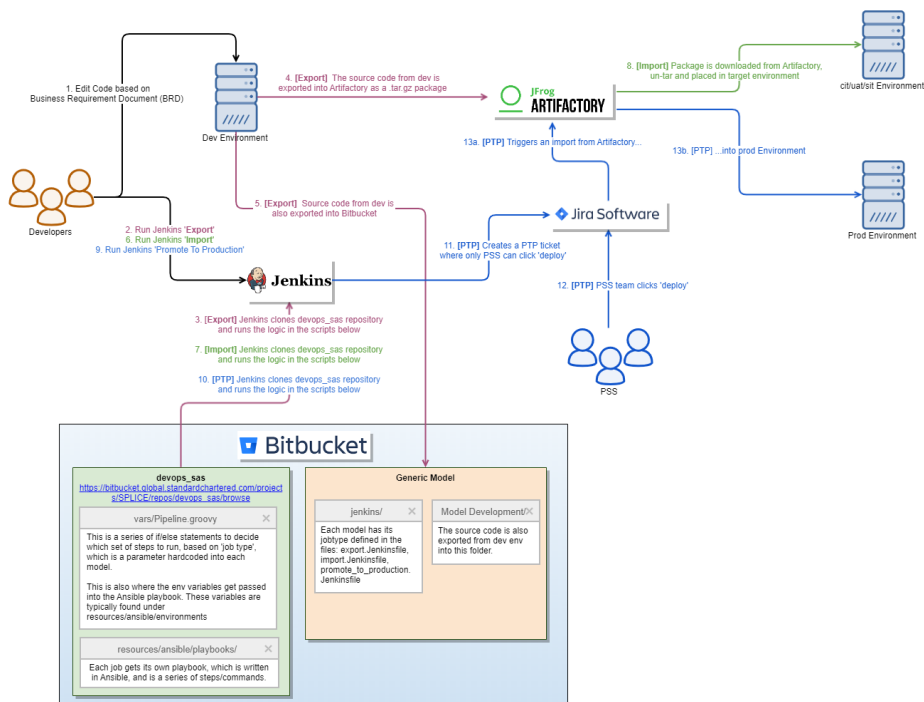 1. Edit Code based on
Business Requirement Document (BRD)
Dev Environment
4. [Export] The source code from dev is
exported into Artifactory as a .tar.gz package
JFrog
ARTIFACTORY
8. [Import] Package is downloaded from Artifactory,
un-tar and placed in target environment
cit/uat/sit Environment
13a. [PTP] Triggers an import from Artifactory...
13b. [PTP] ...into prod Environment
Prod Environment
Developers
5. [Export] Source code from dev is
also exported into Bitbucket
Jira Software
2. Run Jenkins 'Export'
6. Run Jenkins 'Import'
9. Run Jenkins 'Promote To Production'
11. [PTP] Creates a PTP ticket
where only PSS can click 'deploy'
Jenkins
12. [PTP] PSS team clicks 'deploy'
3. [Export] Jenkins clones devops_sas repository
and runs the logic in the scripts below
7. [Import] Jenkins clones devops_sas repository
and runs the logic in the scripts below
10. [PTP] Jenkins clones devops_sas repository
and runs the logic in the scripts below
PSS
Bitbucket
devops_sas
https://bitbucket.global.standardchartered.com/project
s/SPLICE/repos/devops_sas/browse
vars/Pipeline.groovy
This is a series of if/else statements to decide
which set of steps to run, based on 'job type',
which is a parameter hardcoded into each
model.
This is also where the env variables get passed
into the Ansible playbook. These variables are
typically found under
resources/ansible/environments
resources/ansible/playbooks/
Each job gets its own playbook, which is written
in Ansible, and is a series of steps/commands.
Generic Model
jenkins/
Each model has its
jobtype defined in the
files: export.Jenkinsfile,
import.Jenkinsfile,
promote_to_production.
Jenkinsfile
Model Development/
The source code is also
exported from dev env
into this folder.